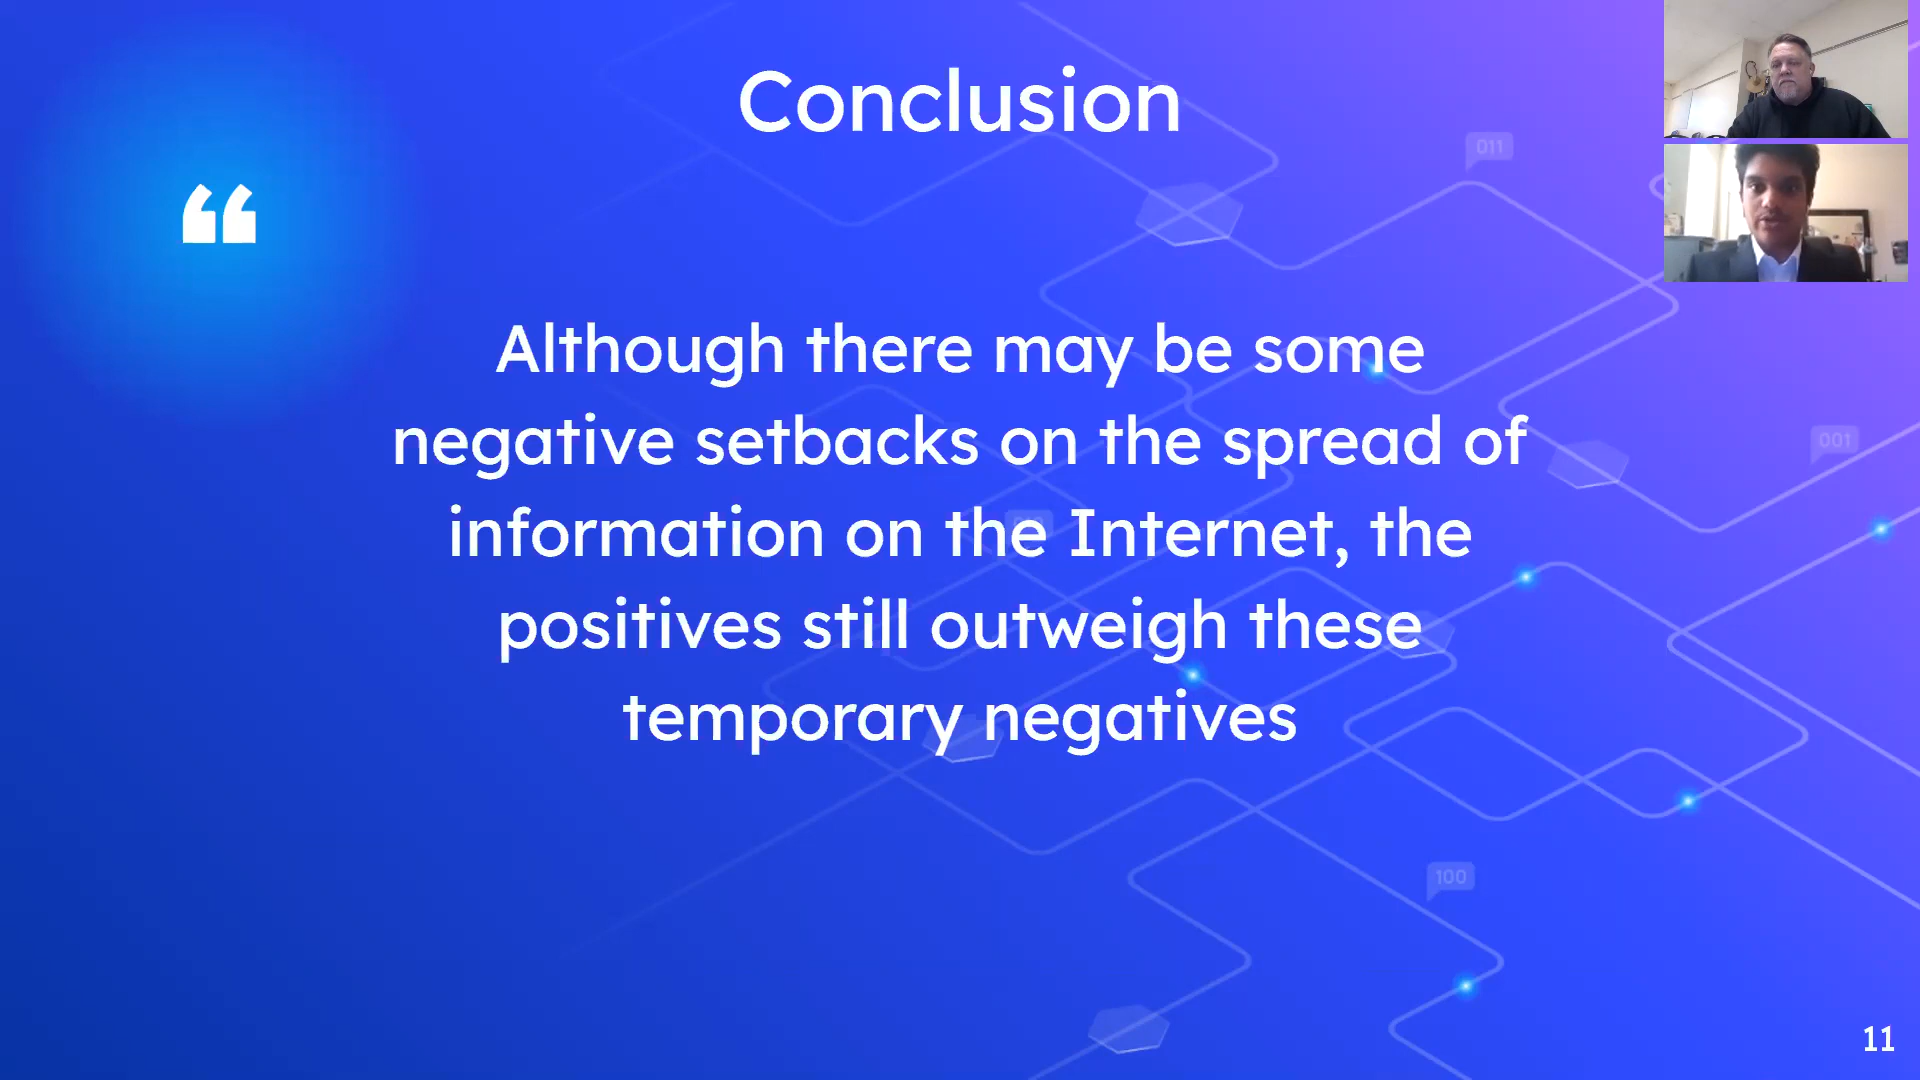 Conclusion
011
“
Although there may be some
negative setbacks on the spread of
001
information on the Internet, the
positives still outweigh these
temporary negatives
100
11